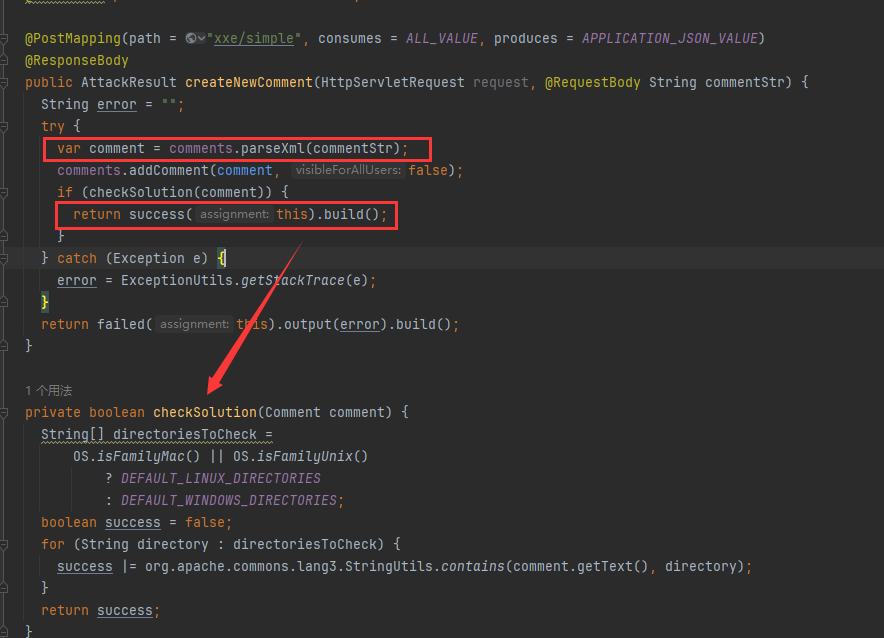 @PostMapping(path = "xxe/simple", consumes = ALL_VALUE, produces = APPLICATION_JSON_VALUE)
@ResponseBody
public AttackResult createNewComment(HttpServletRequest request, @RequestBody String commentStr) {
String error = "";
try {
var comment = comments.parseXml(commentStr);
comments.addComment(comment, visibleForAllUsers: false);
if (checkSolution(comment)) {
return success( assignment: this).build();
}
} catch (Exception e) {
error = ExceptionUtils.getStackTrace(e);
}
return failed( assignment: this).output(error).build();
}
1 个用法
private boolean checkSolution(Comment comment) {
String[] directoriesToCheck =
OS.isFamilyMac() || OS.isFamilyUnix()
? DEFAULT_LINUX_DIRECTORIES
: DEFAULT_WINDOWS_DIRECTORIES;
boolean success = false;
for (String directory : directoriesToCheck) {
success |= org.apache.commons.lang3.StringUtils.contains(comment.getText(), directory);
}
return success;
}